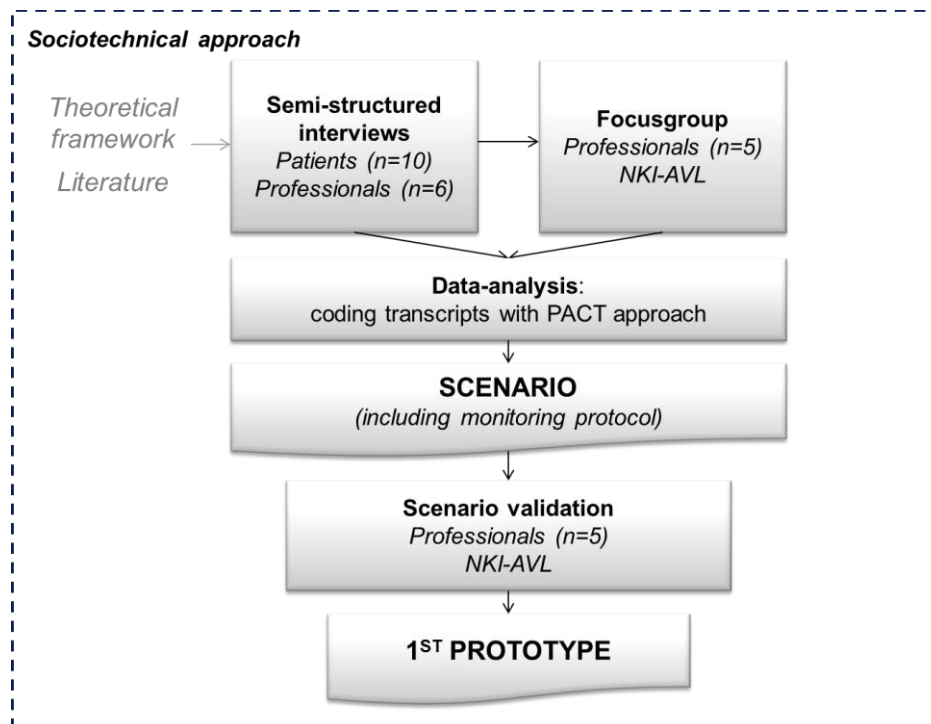 Sociotechnical approach
Theoretical
framework
Literature
Semi-structured
interviews
Patients (n=10)
Professionals (n=6)
Focusgroup
Professionals (n=5)
NKI-AVL
Data-analysis:
coding transcripts with PACT approach
SCENARIO
(including monitoring protocol)
Scenario validation
Professionals (n=5)
NKI-AVL
1ST PROTOTYPE